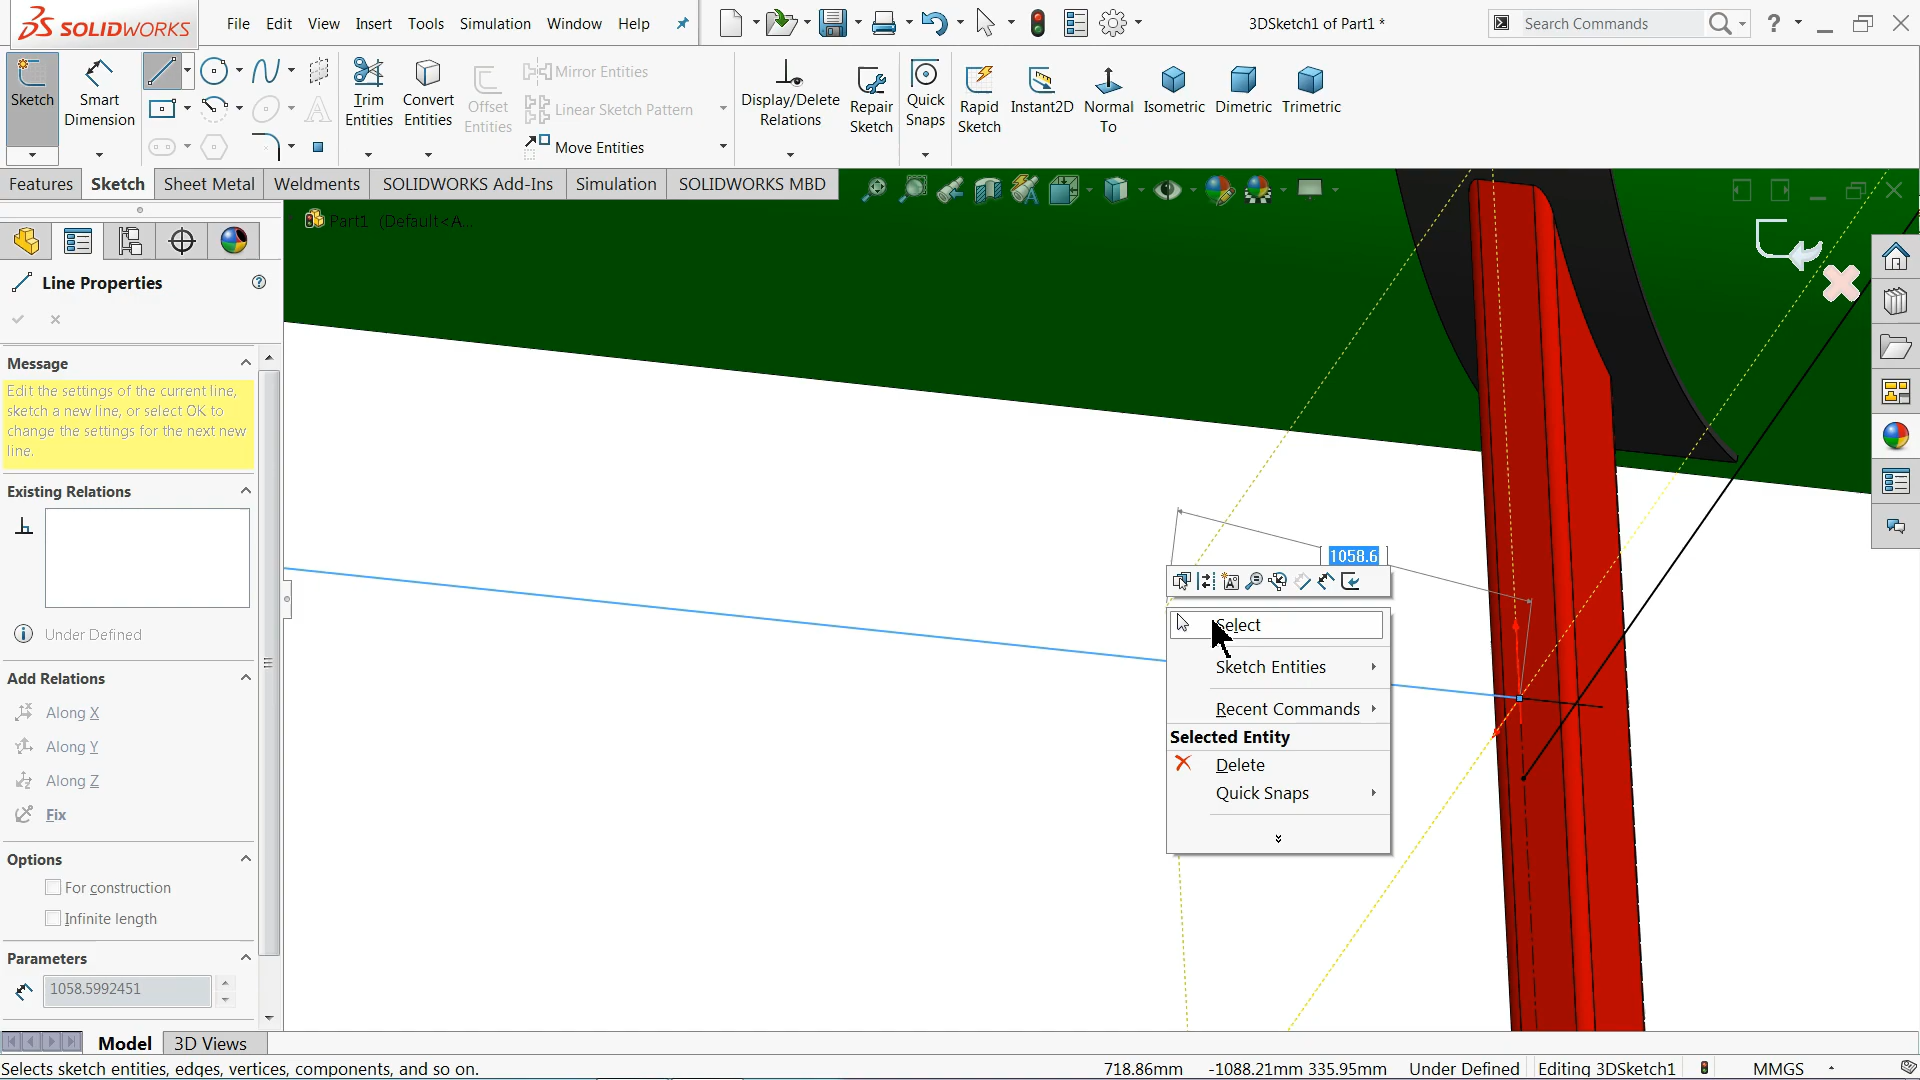 SOLIDWORKS
File Edit View Insert Tools Simulation Window Help
3DSketch1 of Part1 *
Search Commands
?
Sketch
Smart Dimension
Trim Entities
Convert Entities
Offset Entities
Mirror Entities
Linear Sketch Pattern
Move Entities
Display/Delete Relations
Repair Sketch
Quick Snaps
Rapid Sketch
Instant2D
Normal To
Isometric
Dimetric
Trimetric
Features Sketch Sheet Metal Weldments SOLIDWORKS Add-Ins Simulation SOLIDWORKS MBD
Part1 (Default<A...
Line Properties
Message
Edit the settings of the current line,
sketch a new line, or select OK to
change the settings for the next new
line.
Existing Relations
Under Defined
Add Relations
Along X
Along Y
Along Z
Fix
Options
For construction
Infinite length
Parameters
1058.5992451
1058.6
Select
Sketch Entities
Recent Commands
Selected Entity
Delete
Quick Snaps
Model 3D Views
Selects sketch entities, edges, vertices, components, and so on.
718.86mm -1088.21mm 335.95mm Under Defined Editing 3DSketch1 MMGS